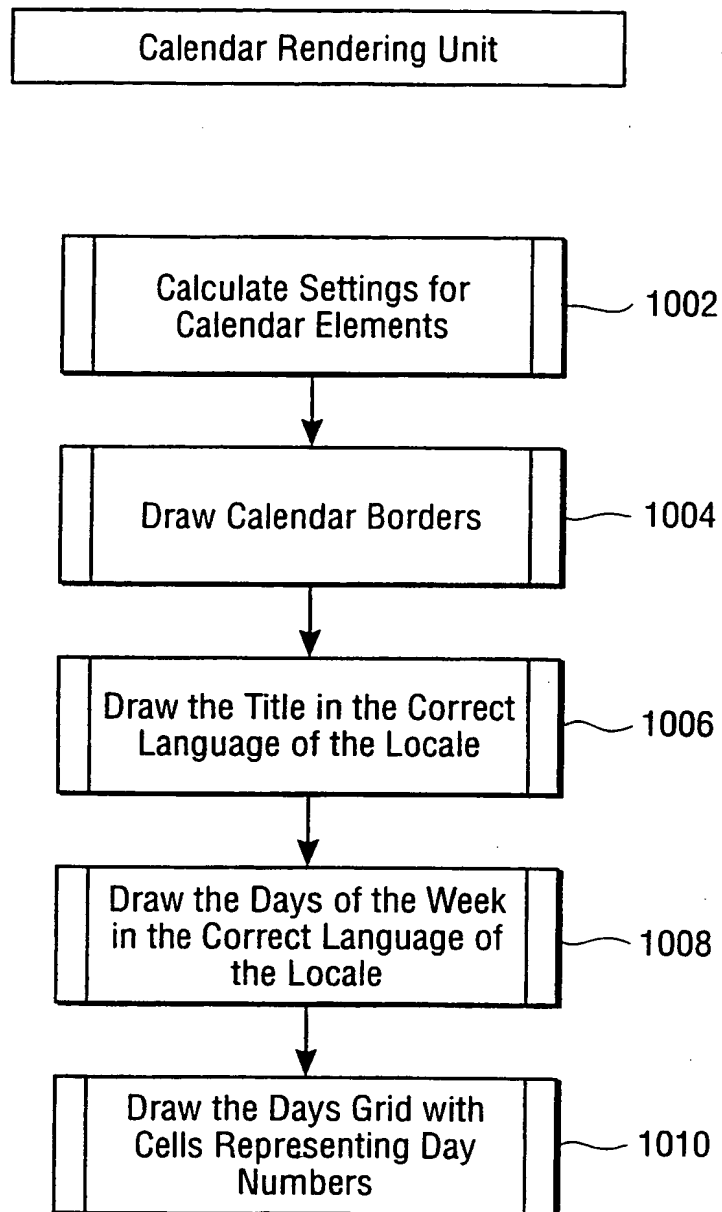 Calendar Rendering Unit
Calculate Settings for
Calendar Elements
1002
Draw Calendar Borders
1004
Draw the Title in the Correct
Language of the Locale
1006
Draw the Days of the Week
in the Correct Language of
the Locale
1008
Draw the Days Grid with
Cells Representing Day
Numbers
1010